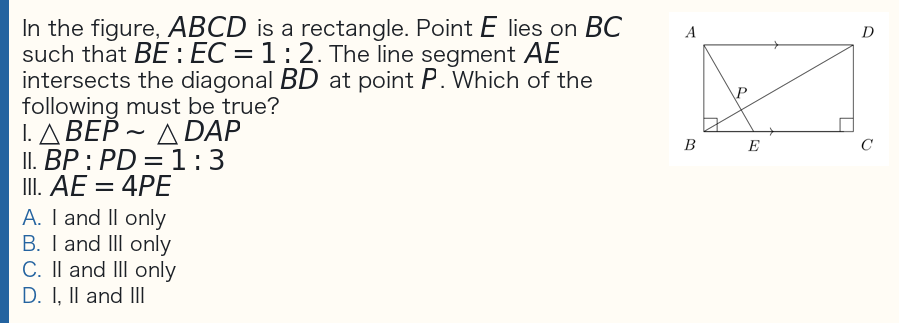 In the figure, ABCD is a rectangle. Point E lies on BC
such that BE : EC = 1 : 2. The line segment AE
intersects the diagonal BD at point P. Which of the
following must be true?
I. △BEP ~ △DAP
II. BP : PD = 1 : 3
III. AE = 4PE
A. I and II only
B. I and III only
C. II and III only
D. I, II and III
A D
P
B E C